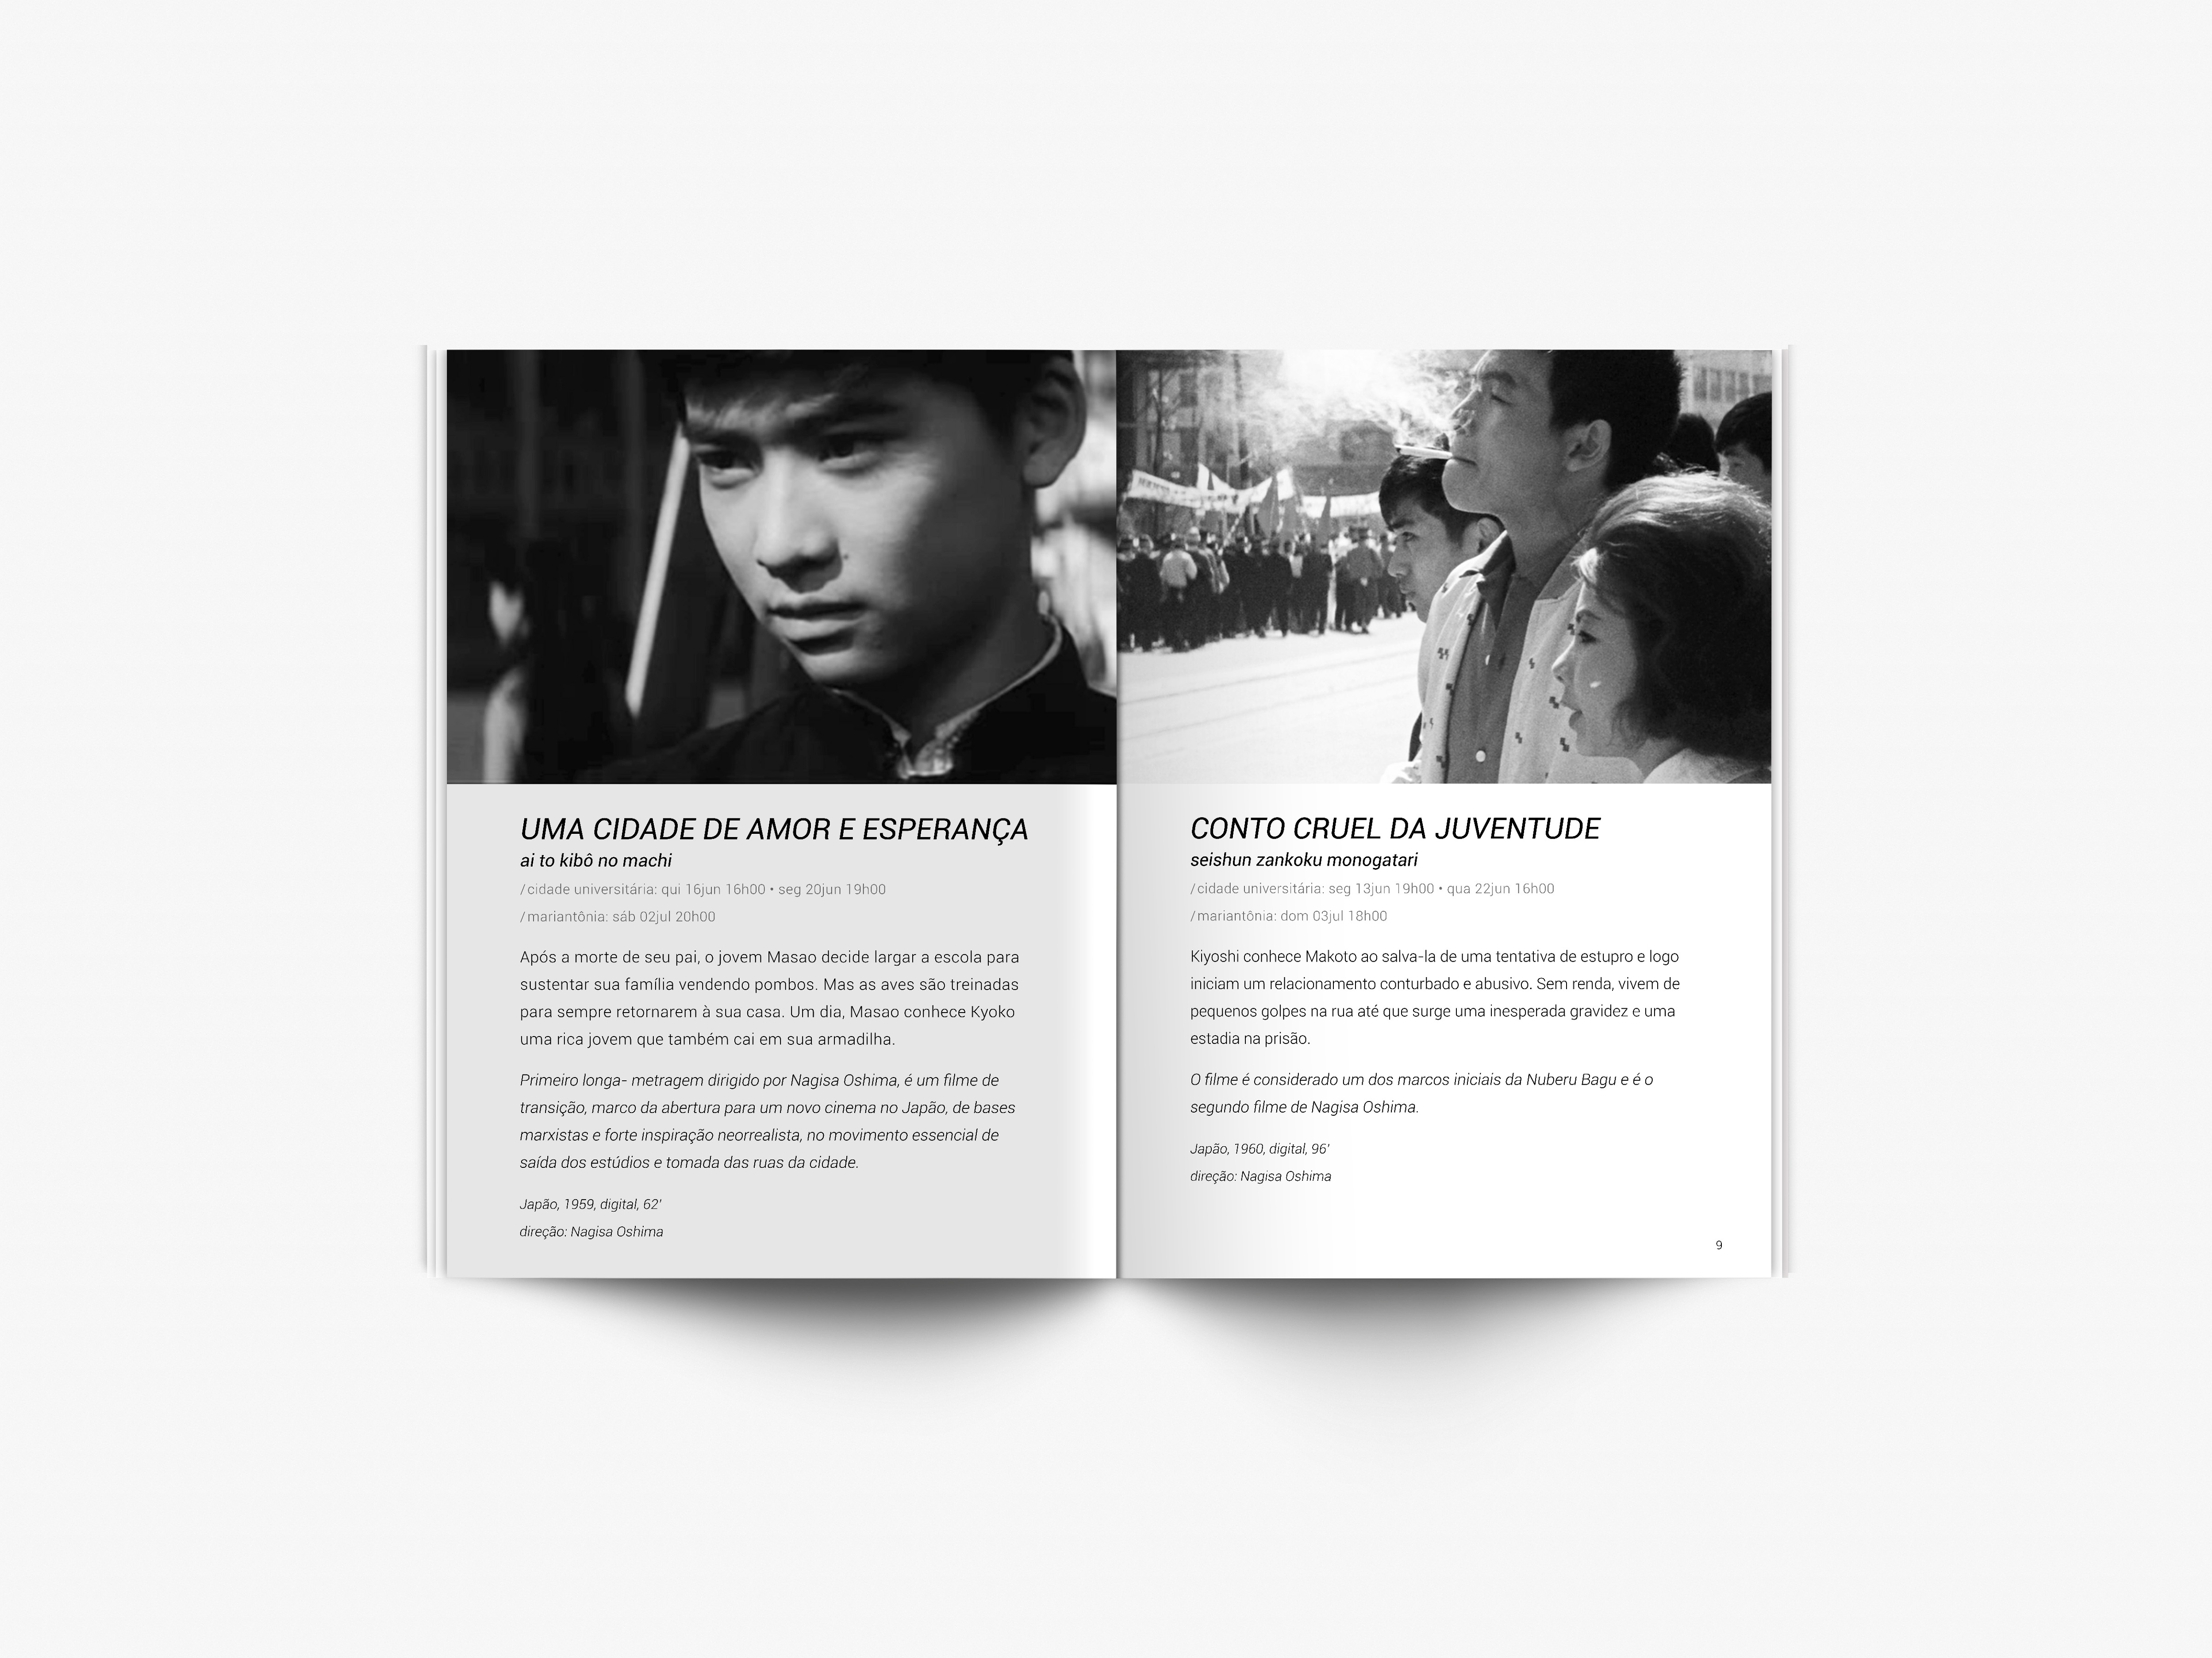 UMA CIDADE DE AMOR E ESPERANÇA
ai to kibô no machi
/cidade universitária: qui 16jun 16h00 • seg 20jun 19h00
/mariantônia: sáb 02jul 20h00
Após a morte de seu pai, o jovem Masao decide largar a escola para
sustentar sua família vendendo pombos. Mas as aves são treinadas
para sempre retornarem à sua casa. Um dia, Masao conhece Kyoko
uma rica jovem que também cai em sua armadilha.
Primeiro longa- metragem dirigido por Nagisa Oshima, é um filme de
transição, marco da abertura para um novo cinema no Japão, de bases
marxistas e forte inspiração neorrealista, no movimento essencial de
saída dos estúdios e tomada das ruas da cidade.
Japão, 1959, digital, 62'
direção: Nagisa Oshima
CONTO CRUEL DA JUVENTUDE
seishun zankoku monogatari
/cidade universitária: seg 13jun 19h00 • qua 22jun 16h00
/mariantônia: dom 03jul 18h00
Kiyoshi conhece Makoto ao salva-la de uma tentativa de estupro e logo
iniciam um relacionamento conturbado e abusivo. Sem renda, vivem de
pequenos golpes na rua até que surge uma inesperada gravidez e uma
estadia na prisão.
O filme é considerado um dos marcos iniciais da Nuberu Bagu e é o
segundo filme de Nagisa Oshima.
Japão, 1960, digital, 96'
direção: Nagisa Oshima
9